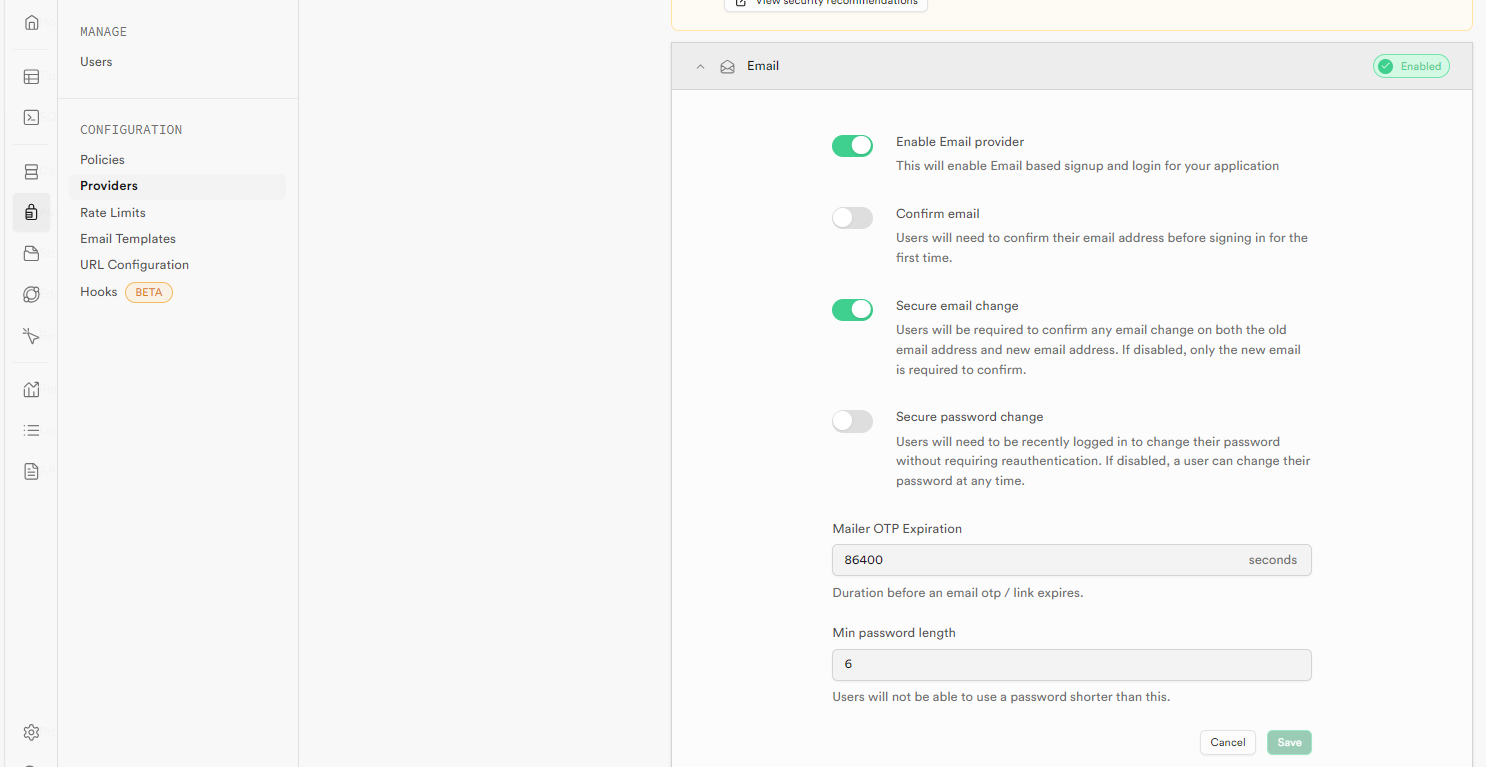 View security recommendations
MANAGE
Users
CONFIGURATION
Policies
Providers
Rate Limits
Email Templates
URL Configuration
Hooks BETA
Email
Enabled
Enable Email provider
This will enable Email based signup and login for your application
Confirm email
Users will need to confirm their email address before signing in for the
first time.
Secure email change
Users will be required to confirm any email change on both the old
email address and new email address. If disabled, only the new email
is required to confirm.
Secure password change
Users will need to be recently logged in to change their password
without requiring reauthentication. If disabled, a user can change their
password at any time.
Mailer OTP Expiration
86400 seconds
Duration before an email otp / link expires.
Min password length
6
Users will not be able to use a password shorter than this.
Cancel Save